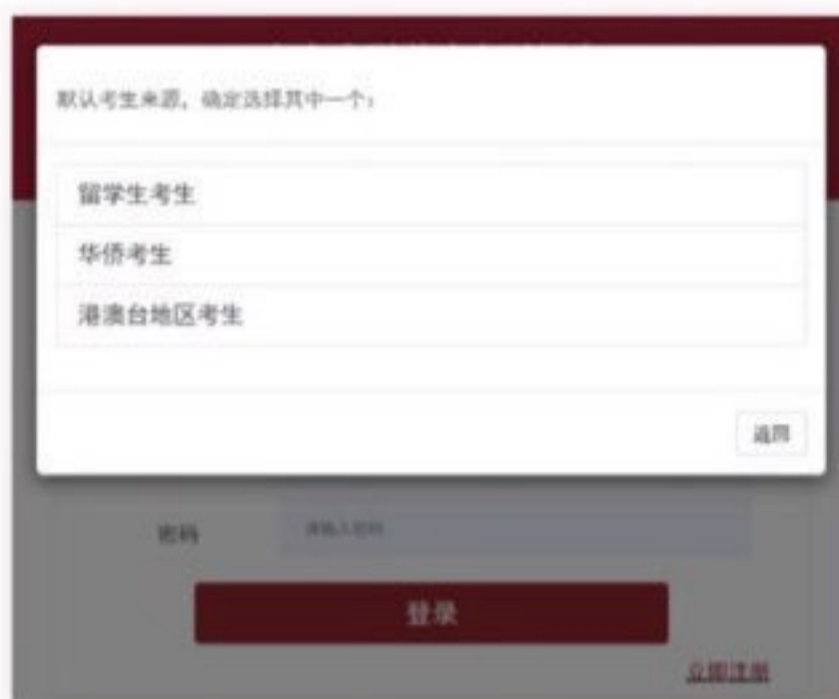 默认考生来源，确定选择其中一个：
留学生考生
华侨考生
港澳台地区考生
返回
密码
请输入密码
登录
立即注册